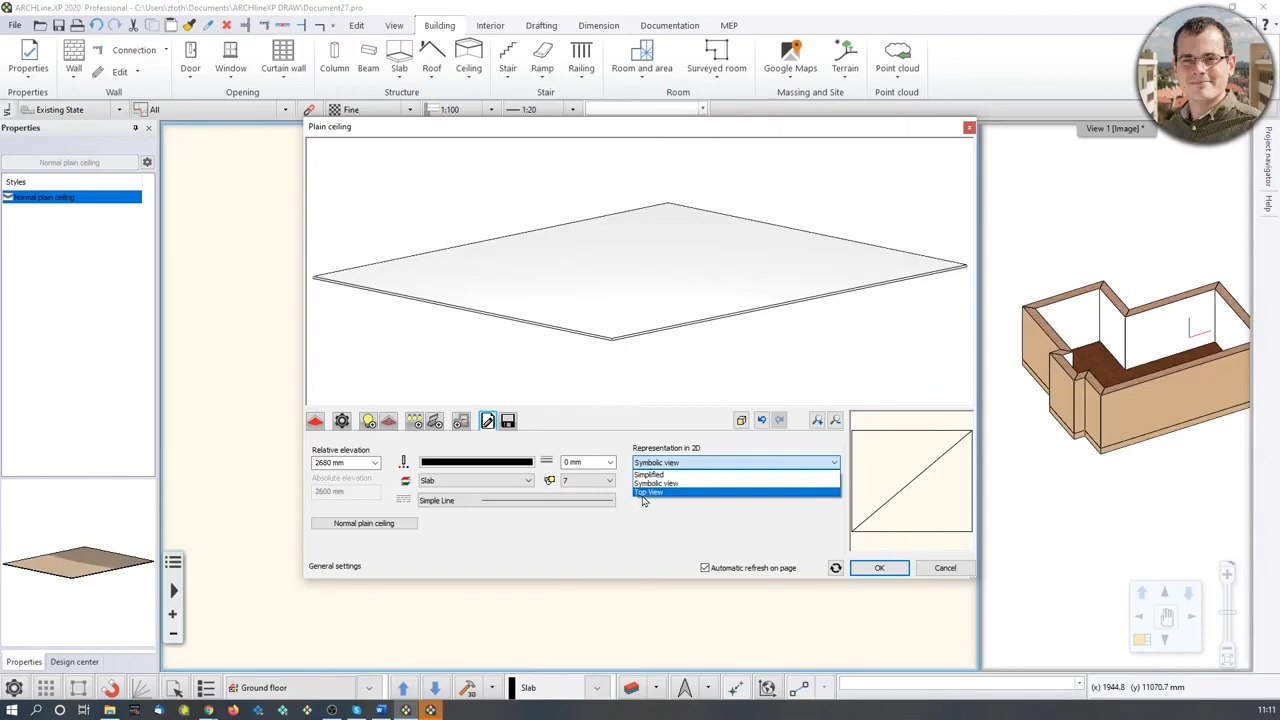 ARCHLine.XP 2020 Professional - C:\Users\ztoth\Documents\ARCHlineXP DRAW\Document27.pro
File
Edit
View
Building
Interior
Drafting
Dimension
Documentation
MEP
Properties
Wall
Connection
Edit
Door
Window
Curtain wall
Column
Beam
Slab
Roof
Ceiling
Stair
Ramp
Railing
Room and area
Surveyed room
Google Maps
Terrain
Point cloud
Properties
Wall
Opening
Structure
Stair
Room
Massing and Site
Point cloud
Existing State
All
Fine
1:100
1:20
Properties
Plain ceiling
View 1 [Image] *
Project navigator
Help
Normal plain ceiling
Styles
Normal plain ceiling
Relative elevation
2680 mm
Absolute elevation
2600 mm
Normal plain ceiling
0 mm
Slab
7
Simple Line
Representation in 2D
Symbolic view
Simplified
Symbolic view
Top View
General settings
Automatic refresh on page
OK
Cancel
Properties
Design center
Ground floor
Slab
(x) 1944.8 (y) 11070.7 mm
11:11